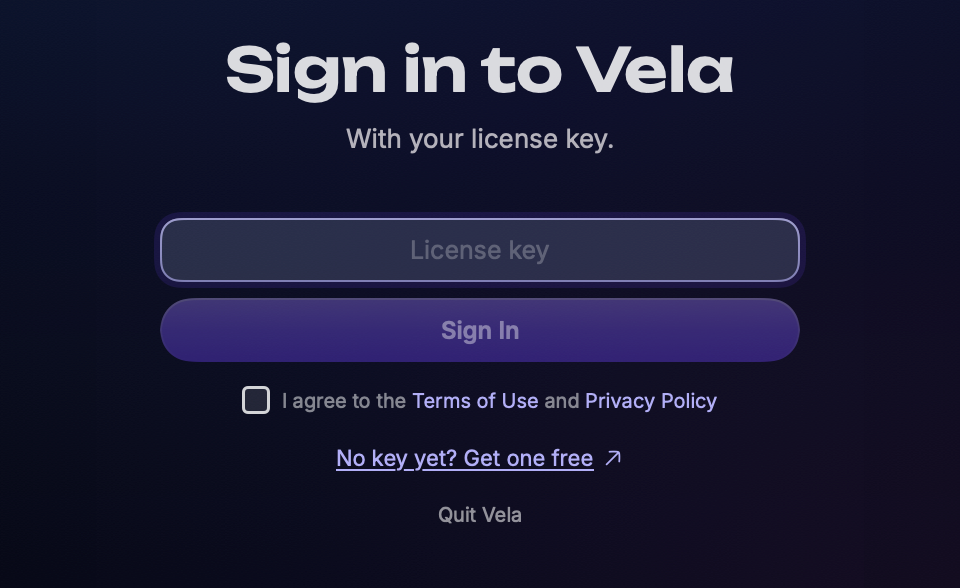 Sign in to Vela
With your license key.
License key
Sign In
I agree to the Terms of Use and Privacy Policy
No key yet? Get one free ↗
Quit Vela